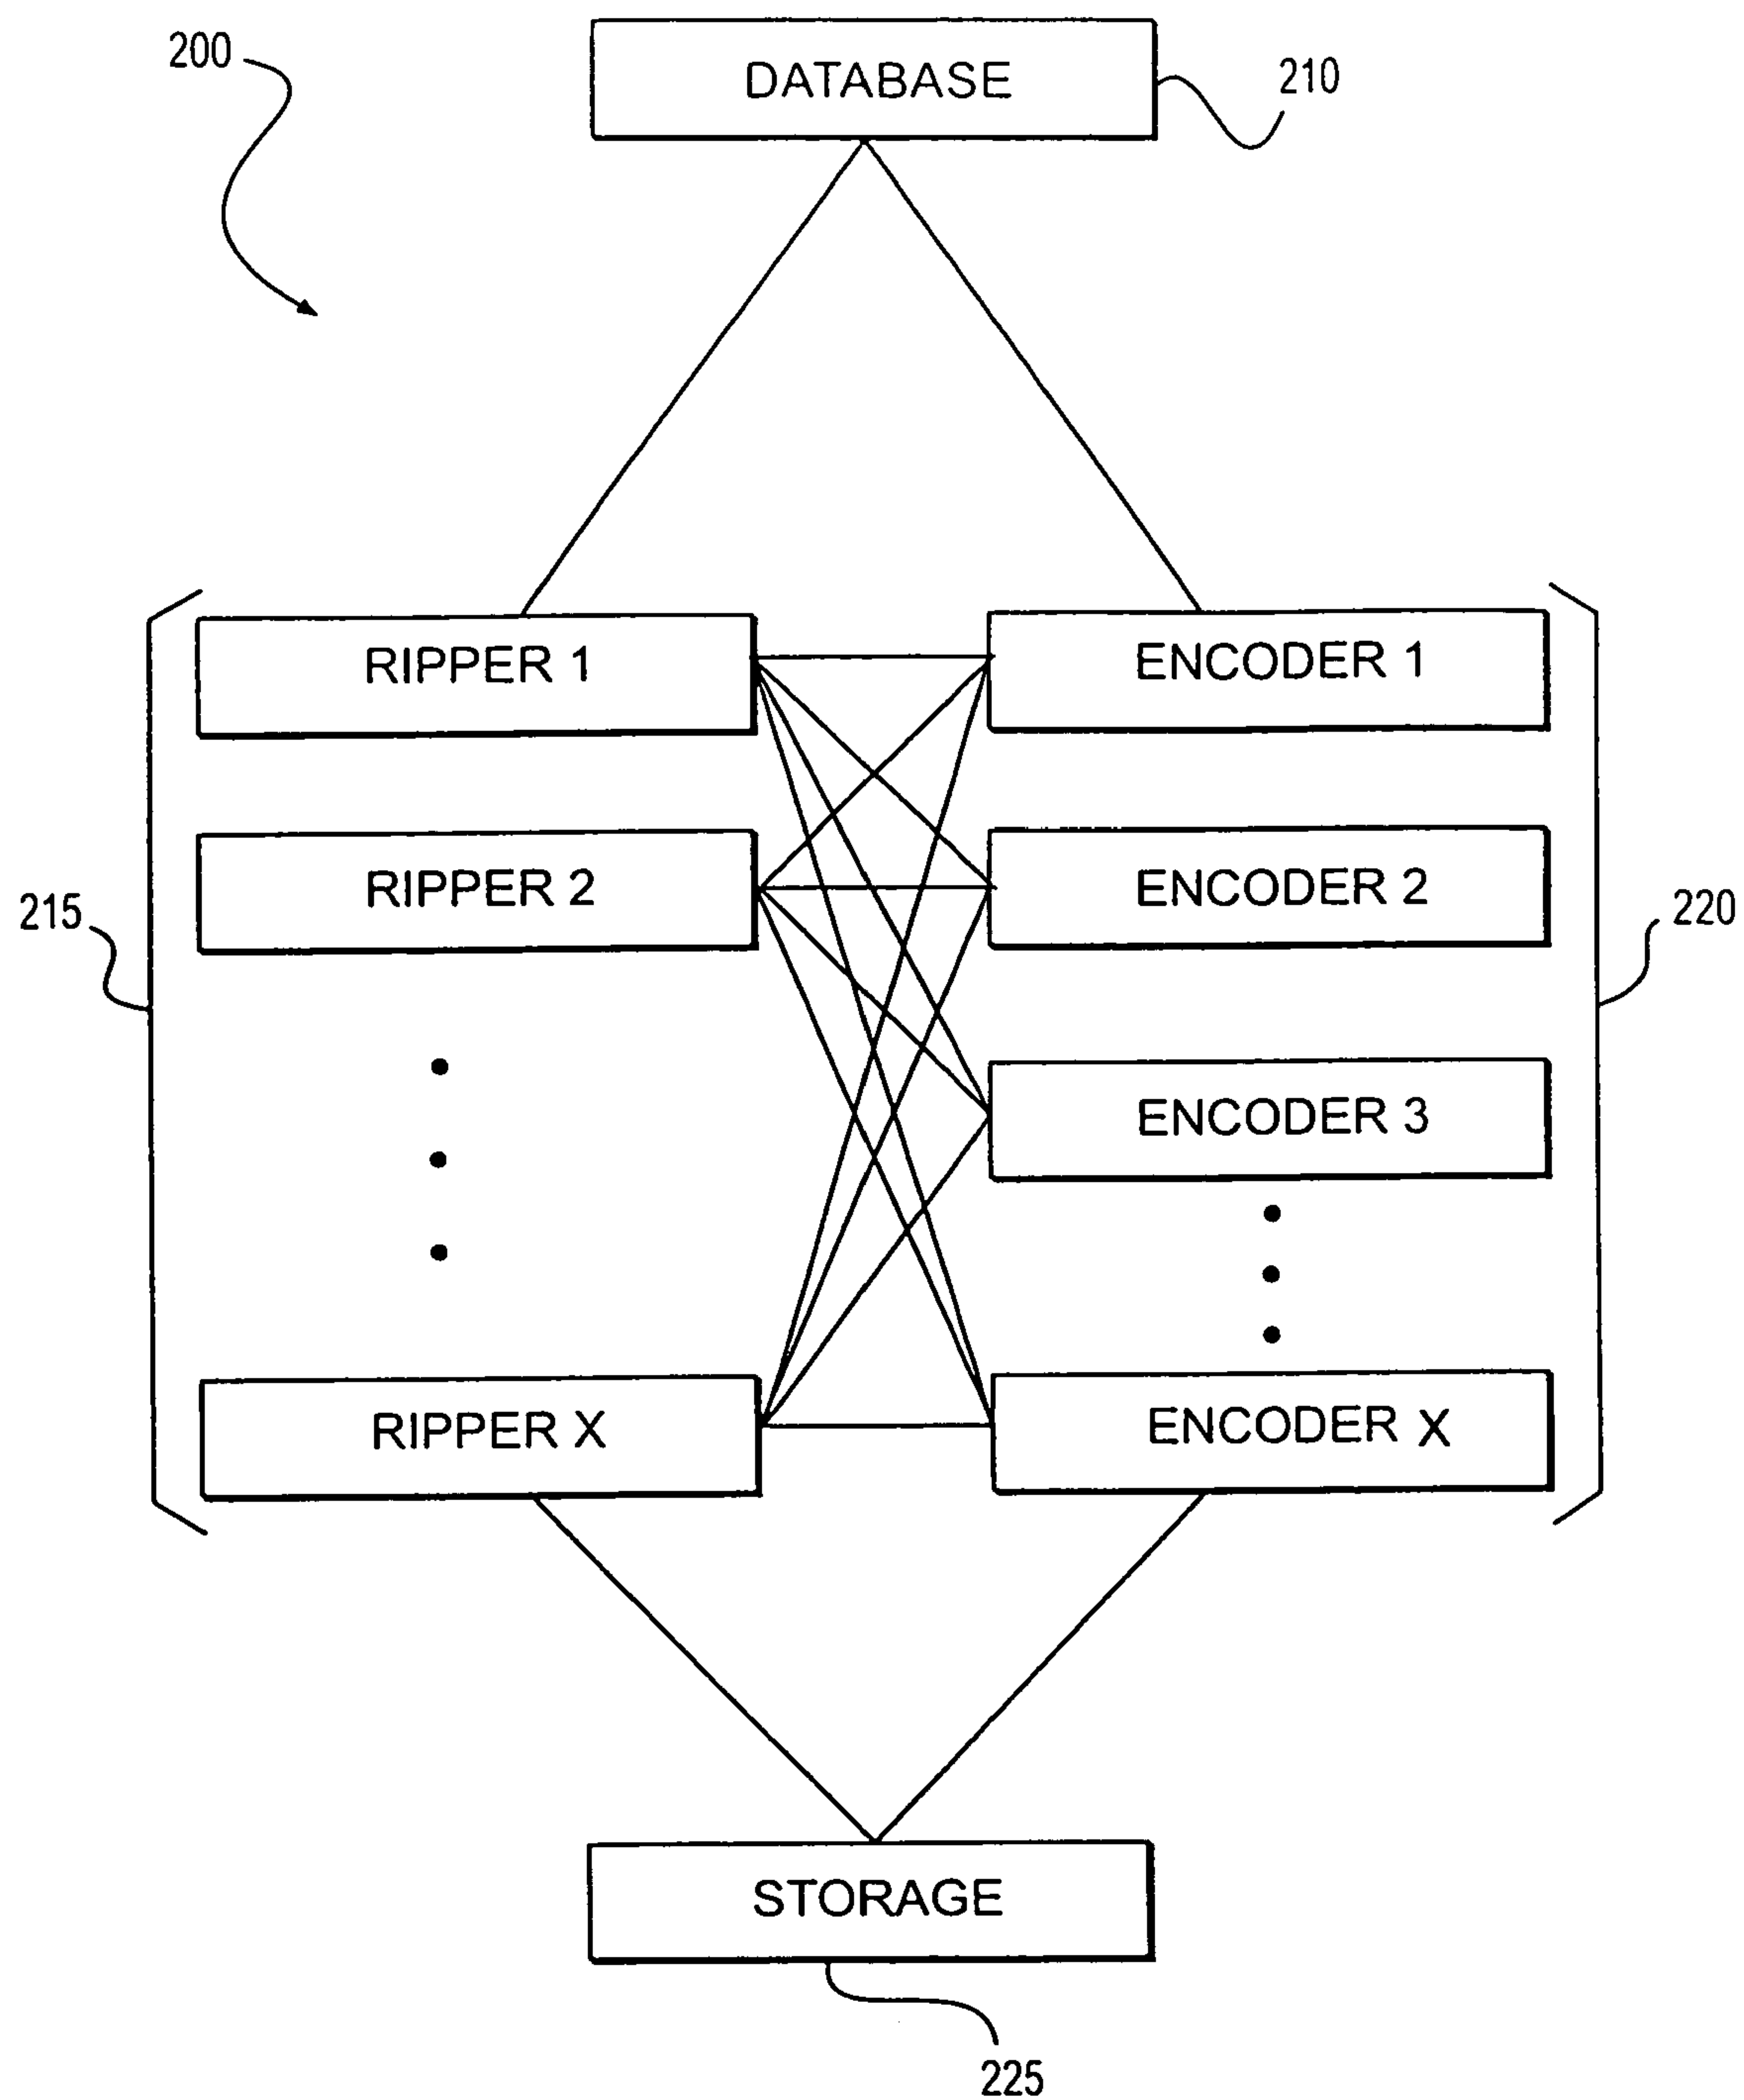 200
DATABASE
210
RIPPER 1
ENCODER 1
RIPPER 2
ENCODER 2
215
220
ENCODER 3
RIPPER X
ENCODER X
STORAGE
225